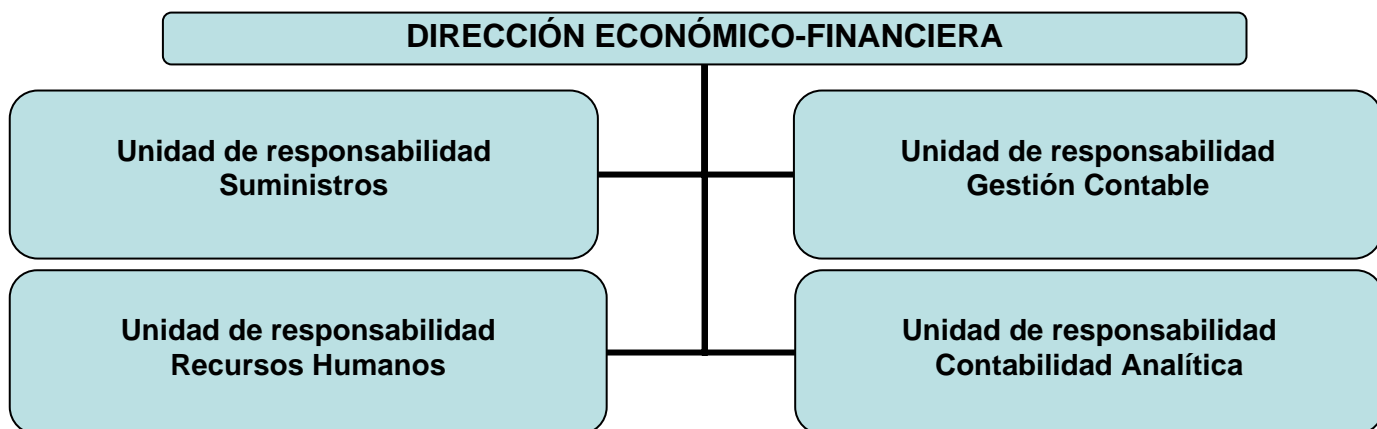 DIRECCIÓN ECONÓMICO-FINANCIERA
Unidad de responsabilidad
Suministros
Unidad de responsabilidad
Gestión Contable
Unidad de responsabilidad
Recursos Humanos
Unidad de responsabilidad
Contabilidad Analítica